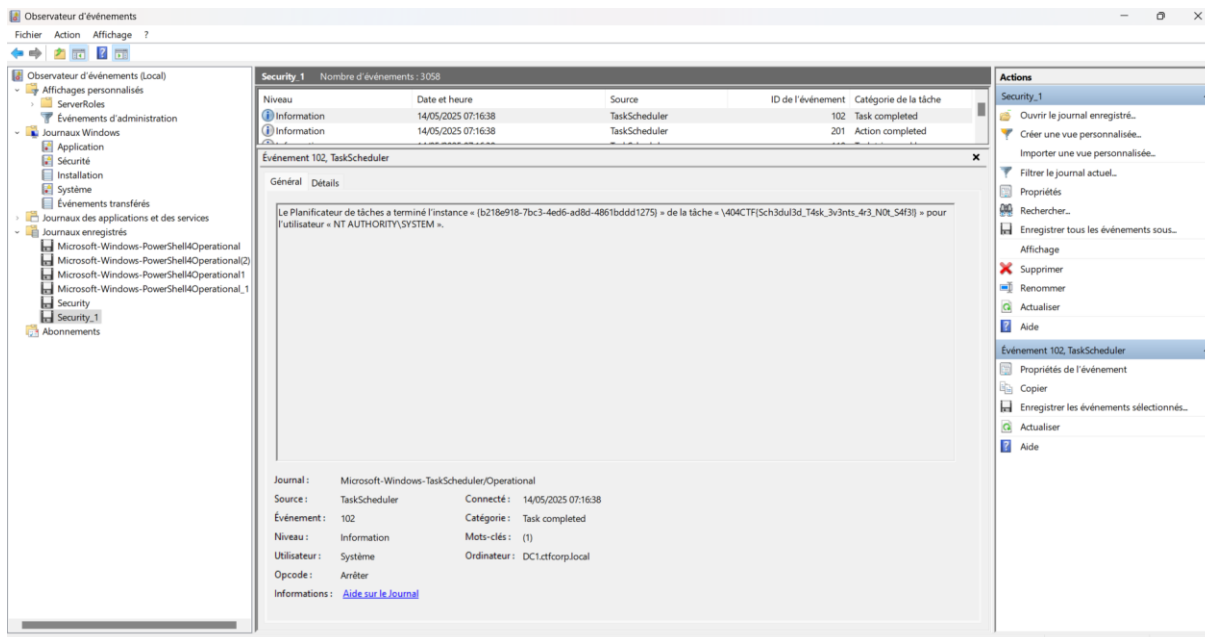 Observateur d'événements
Fichier Action Affichage ?
Observateur d'événements (Local)
Affichages personnalisés
ServerRoles
Événements d'administration
Journaux Windows
Application
Sécurité
Installation
Système
Événements transférés
Journaux des applications et des services
Journaux enregistrés
Microsoft-Windows-PowerShell4Operational
Microsoft-Windows-PowerShell4Operational(2)
Microsoft-Windows-PowerShell4Operational1
Microsoft-Windows-PowerShell4Operational_1
Security
Security_1
Abonnements
Security_1 Nombre d'événements : 3058
Niveau Date et heure Source ID de l'événement Catégorie de la tâche
Information 14/05/2025 07:16:38 TaskScheduler 102 Task completed
Information 14/05/2025 07:16:38 TaskScheduler 201 Action completed
Événement 102, TaskScheduler
Général Détails
Le Planificateur de tâches a terminé l'instance « {b218e918-7bc3-4ed6-ad8d-4861bddd1275} » de la tâche « \404CTF{Sch3dul3d_T4sk_3v3nts_4r3_N0t_S4f3!} » pour
l'utilisateur « NT AUTHORITY\SYSTEM ».
Journal : Microsoft-Windows-TaskScheduler/Operational
Source : TaskScheduler Connecté : 14/05/2025 07:16:38
Événement : 102 Catégorie : Task completed
Niveau : Information Mots-clés : (1)
Utilisateur : Système Ordinateur : DC1.ctfcorp.local
Opcode : Arrêter
Informations : Aide sur le Journal
Actions
Security_1
Ouvrir le journal enregistré...
Créer une vue personnalisée...
Importer une vue personnalisée...
Filtrer le journal actuel...
Propriétés
Rechercher...
Enregistrer tous les événements sous...
Affichage
Supprimer
Renommer
Actualiser
Aide
Événement 102, TaskScheduler
Propriétés de l'événement
Copier
Enregistrer les événements sélectionnés...
Actualiser
Aide